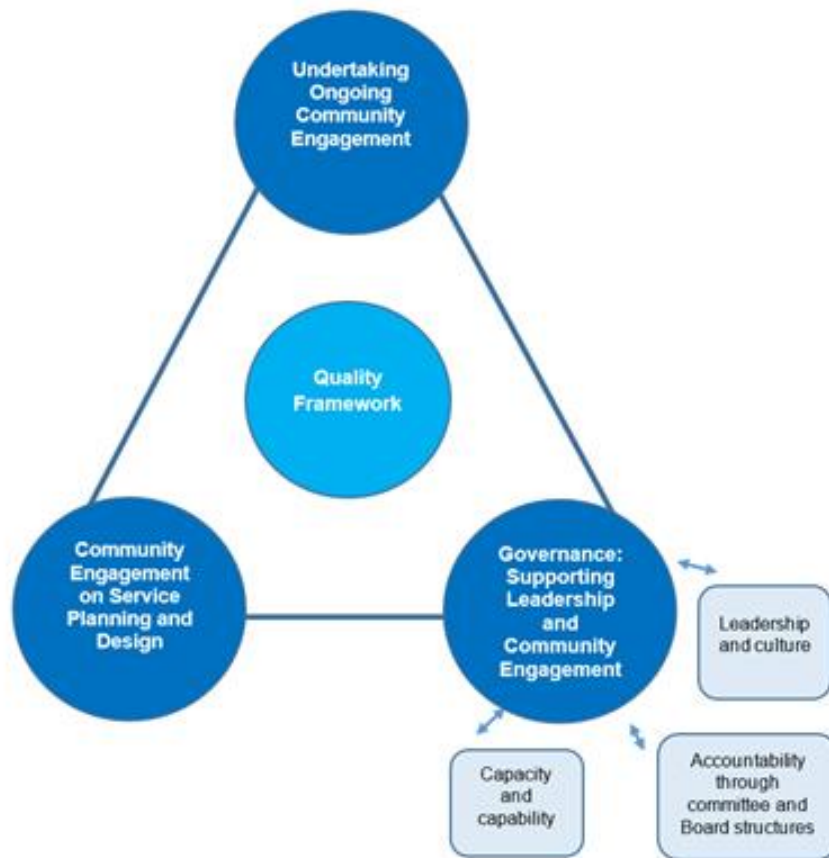 Undertaking
Ongoing
Community
Engagement
Quality
Framework
Community
Engagement
on Service
Planning and
Design
Governance:
Supporting
Leadership
and
Community
Engagement
Leadership
and culture
Capacity
and
capability
Accountability
through
committee and
Board structures